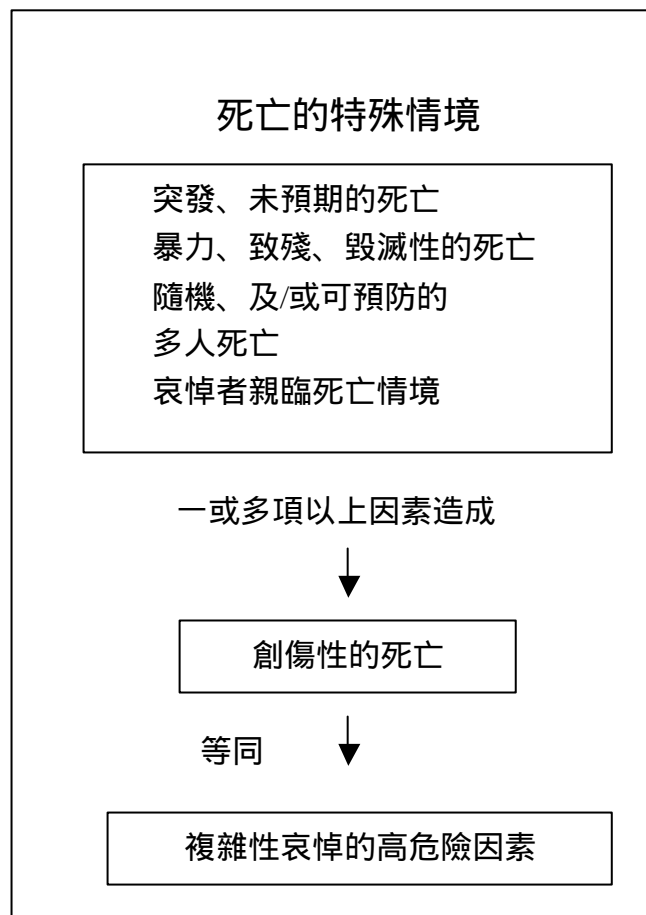 死亡的特殊情境
突發、未預期的死亡
暴力、致殘、毀滅性的死亡
隨機、及/或可預防的
多人死亡
哀悼者親臨死亡情境
一或多項以上因素造成
創傷性的死亡
等同
複雜性哀悼的高危險因素